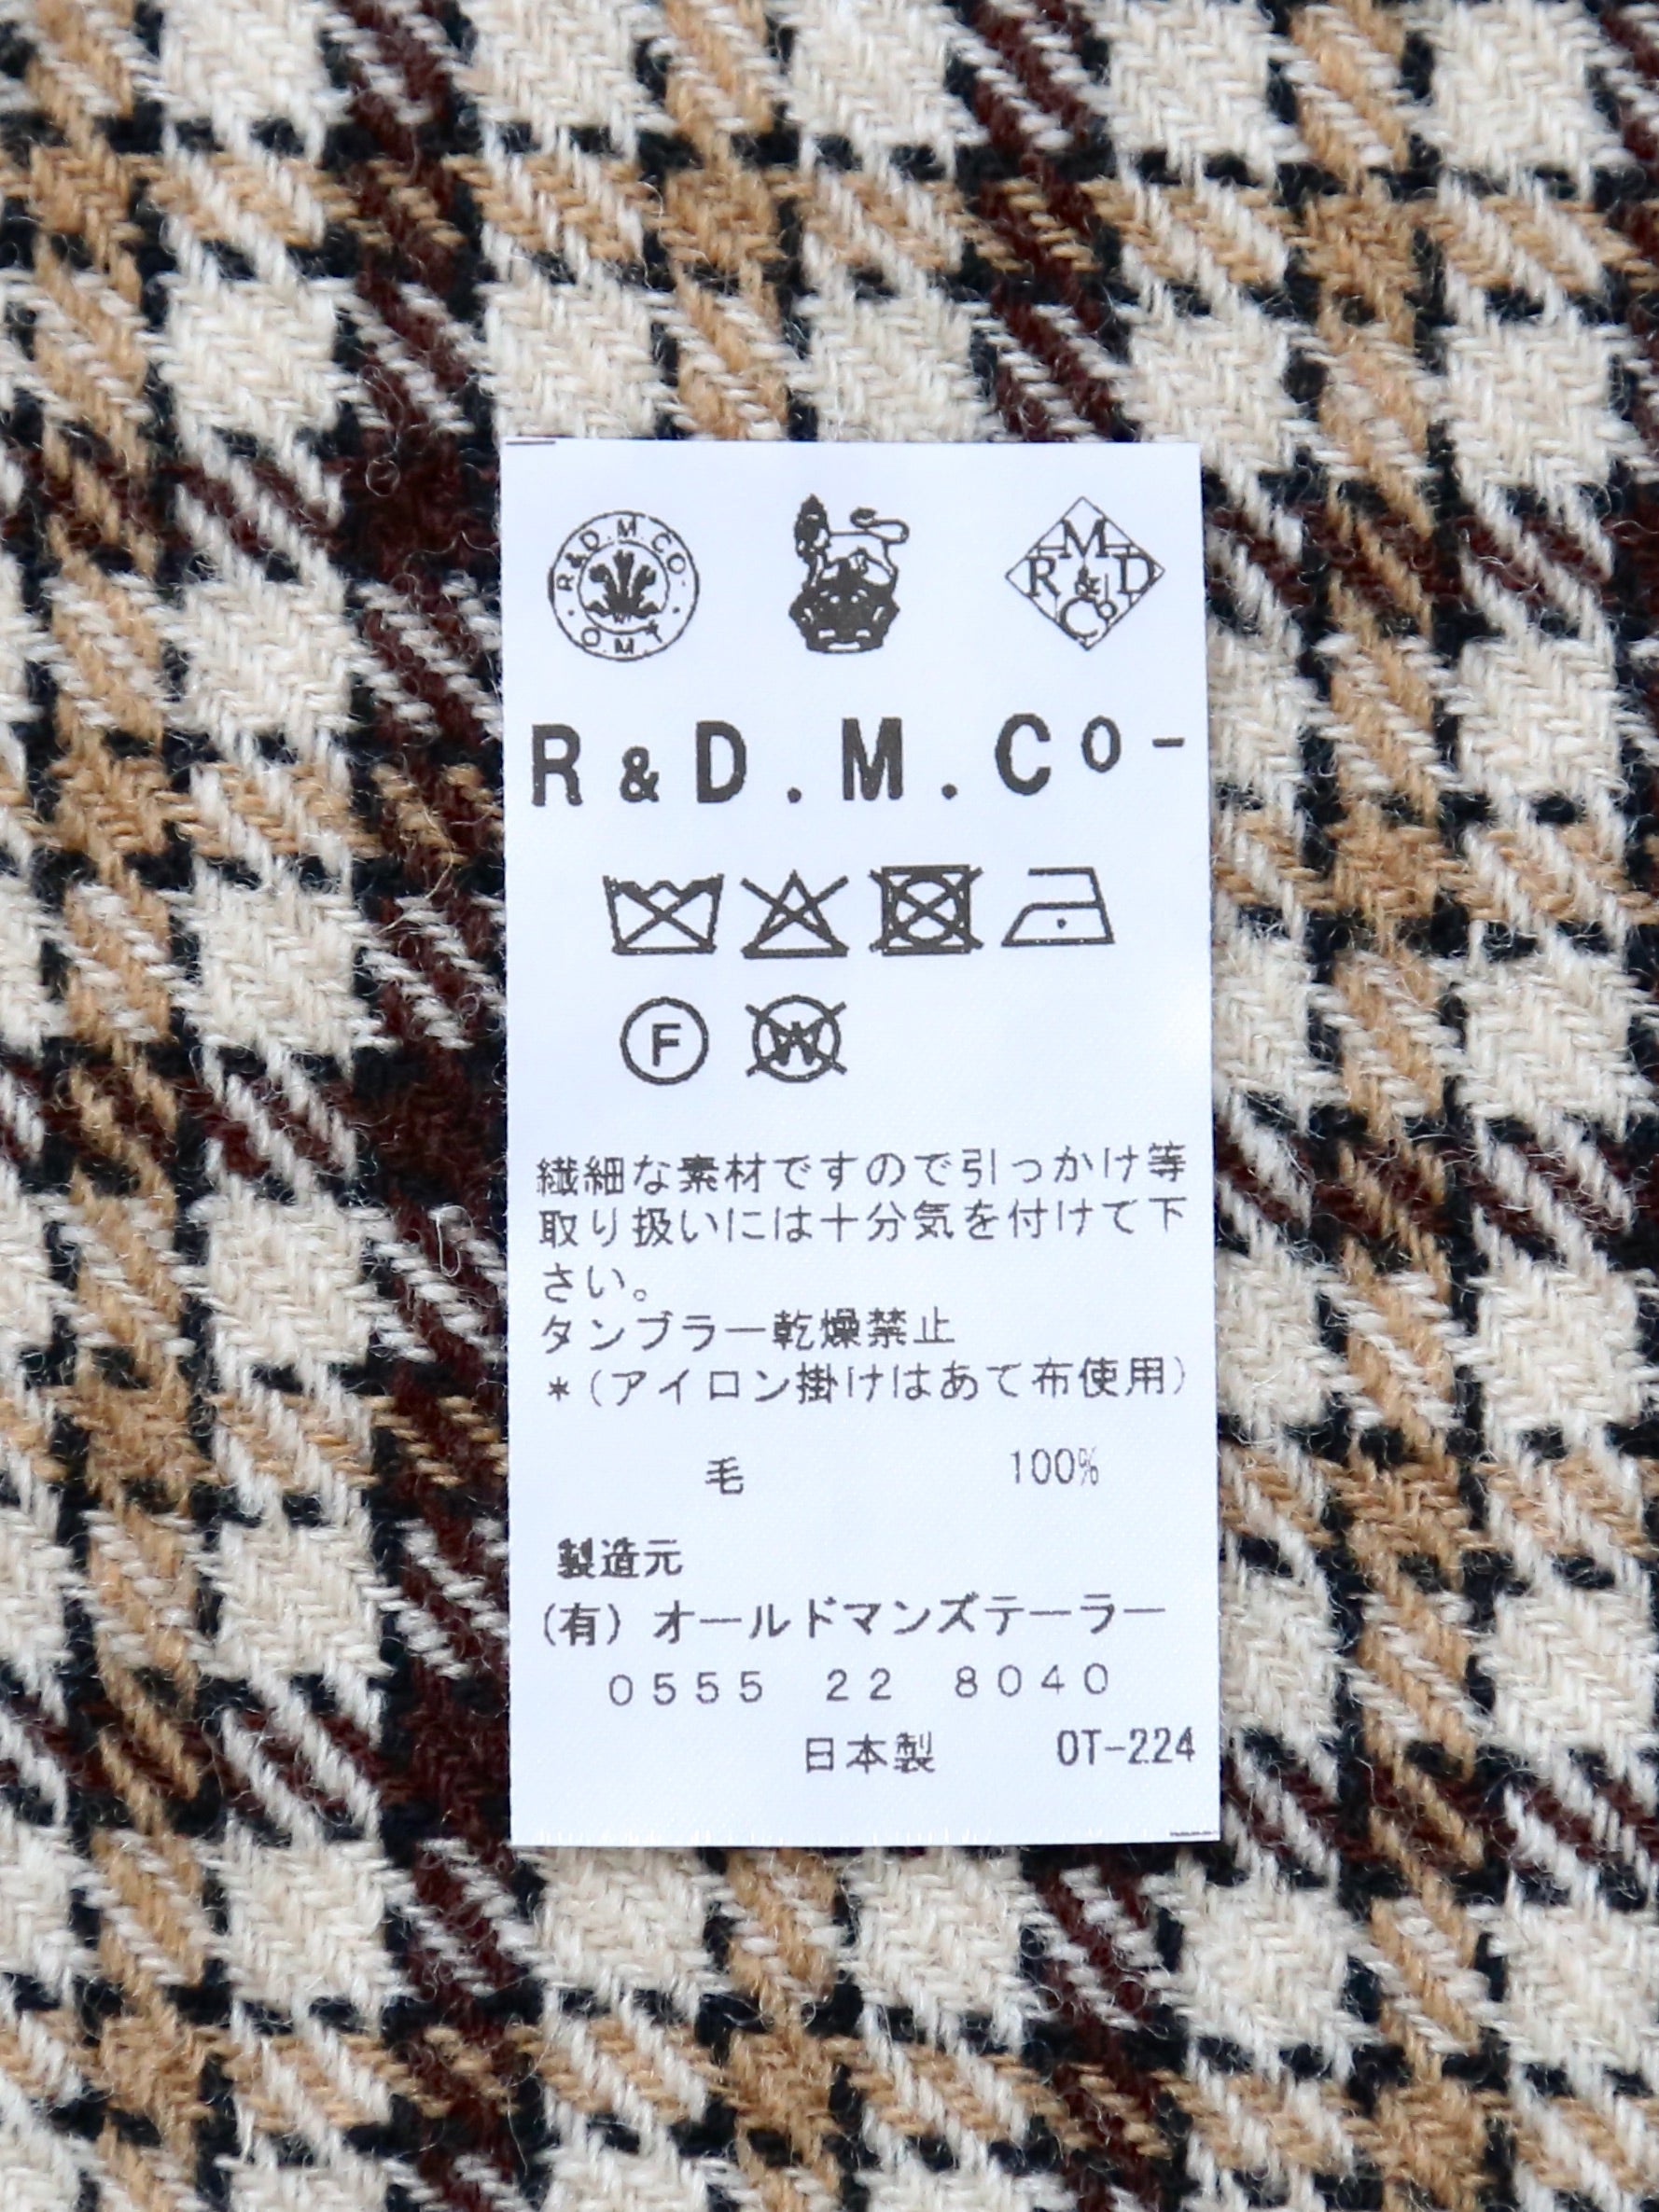 R&D.M.CO-
O.M.T
M
R & D
Co
R & D . M . Co -
F
W
繊細な素材ですので引っかけ等
取り扱いには十分気を付けて下
さい。
タンブラー乾燥禁止
*(アイロン掛けはあて布使用)
毛 100%
製造元
(有) オールドマンズテーラー
0555 22 8040
日本製 OT-224